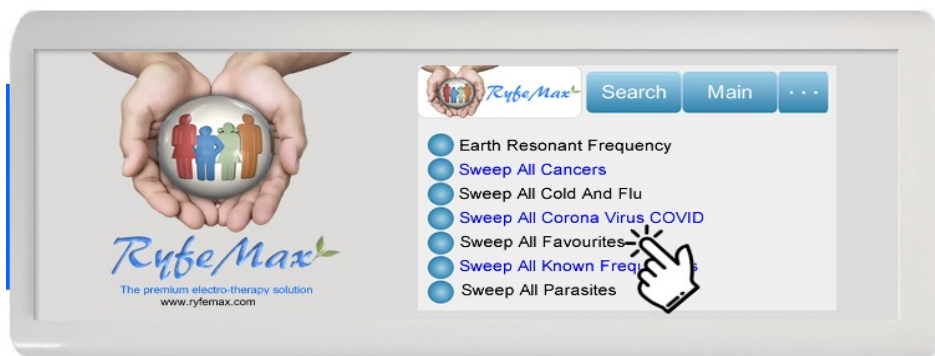 RyfeMax
The premium electro-therapy solution
www.ryfemax.com
RyfeMax
Search
Main
...
Earth Resonant Frequency
Sweep All Cancers
Sweep All Cold And Flu
Sweep All Corona Virus COVID
Sweep All Favourites
Sweep All Known
Sweep All Parasites